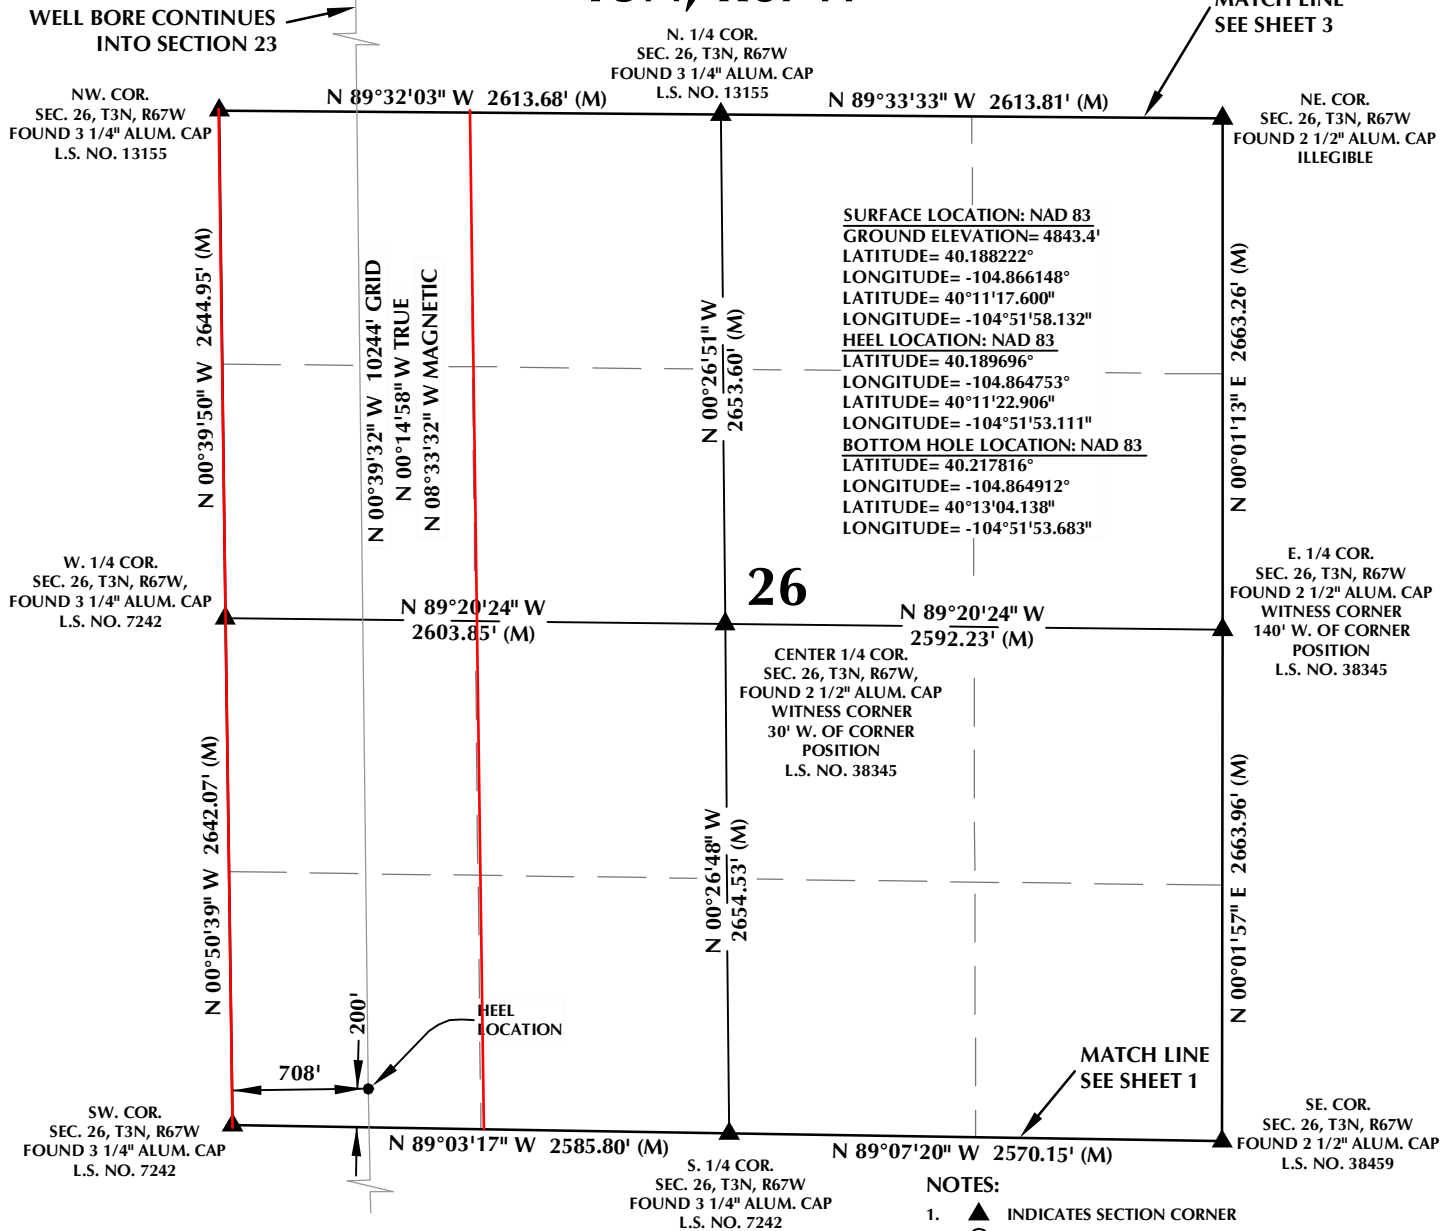 WELL BORE CONTINUES
INTO SECTION 23
MATCH LINE
SEE SHEET 3
N. 1/4 COR.
SEC. 26, T3N, R67W
FOUND 3 1/4" ALUM. CAP
L.S. NO. 13155
NW. COR.
SEC. 26, T3N, R67W
FOUND 3 1/4" ALUM. CAP
L.S. NO. 13155
N 89°32'03" W 2613.68' (M)
N 89°33'33" W 2613.81' (M)
NE. COR.
SEC. 26, T3N, R67W
FOUND 2 1/2" ALUM. CAP
ILLEGIBLE
N 00°39'50" W 2644.95' (M)
N 00°39'32" W 10244' GRID
N 00°14'58" W TRUE
N 08°33'32" W MAGNETIC
N 00°26'51" W
2653.60' (M)
SURFACE LOCATION: NAD 83
GROUND ELEVATION= 4843.4'
LATITUDE= 40.188222°
LONGITUDE= -104.866148°
LATITUDE= 40°11'17.600"
LONGITUDE= -104°51'58.132"
HEEL LOCATION: NAD 83
LATITUDE= 40.189696°
LONGITUDE= -104.864753°
LATITUDE= 40°11'22.906"
LONGITUDE= -104°51'53.111"
BOTTOM HOLE LOCATION: NAD 83
LATITUDE= 40.217816°
LONGITUDE= -104.864912°
LATITUDE= 40°13'04.138"
LONGITUDE= -104°51'53.683"
N 00°01'13" E 2663.26' (M)
W. 1/4 COR.
SEC. 26, T3N, R67W,
FOUND 3 1/4" ALUM. CAP
L.S. NO. 7242
N 89°20'24" W
2603.85' (M)
26
N 89°20'24" W
2592.23' (M)
E. 1/4 COR.
SEC. 26, T3N, R67W
FOUND 2 1/2" ALUM. CAP
WITNESS CORNER
140' W. OF CORNER
POSITION
L.S. NO. 38345
CENTER 1/4 COR.
SEC. 26, T3N, R67W,
FOUND 2 1/2" ALUM. CAP
WITNESS CORNER
30' W. OF CORNER
POSITION
L.S. NO. 38345
N 00°50'39" W 2642.07' (M)
N 00°26'48" W
2654.53' (M)
N 00°01'57" E 2663.96' (M)
200'
HEEL
LOCATION
708'
MATCH LINE
SEE SHEET 1
SW. COR.
SEC. 26, T3N, R67W
FOUND 3 1/4" ALUM. CAP
L.S. NO. 7242
N 89°03'17" W 2585.80' (M)
N 89°07'20" W 2570.15' (M)
SE. COR.
SEC. 26, T3N, R67W
FOUND 2 1/2" ALUM. CAP
L.S. NO. 38459
S. 1/4 COR.
SEC. 26, T3N, R67W
FOUND 3 1/4" ALUM. CAP
L.S. NO. 7242
NOTES:
1. INDICATES SECTION CORNER